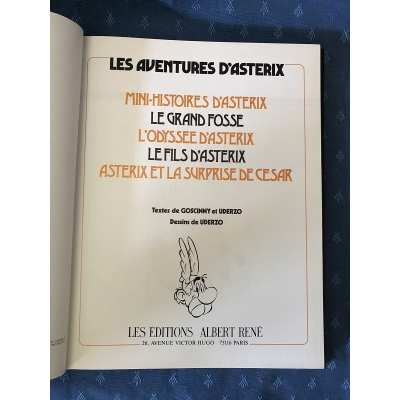 LES AVENTURES D'ASTERIX
MINI-HISTOIRES D'ASTERIX
LE GRAND FOSSE
L'ODYSSEE D'ASTERIX
LE FILS D'ASTERIX
ASTERIX ET LA SURPRISE DE CESAR
Textes de GOSCINNY et UDERZO
Dessins de UDERZO
LES EDITIONS ALBERT RENÉ
26, AVENUE VICTOR HUGO 75116 PARIS